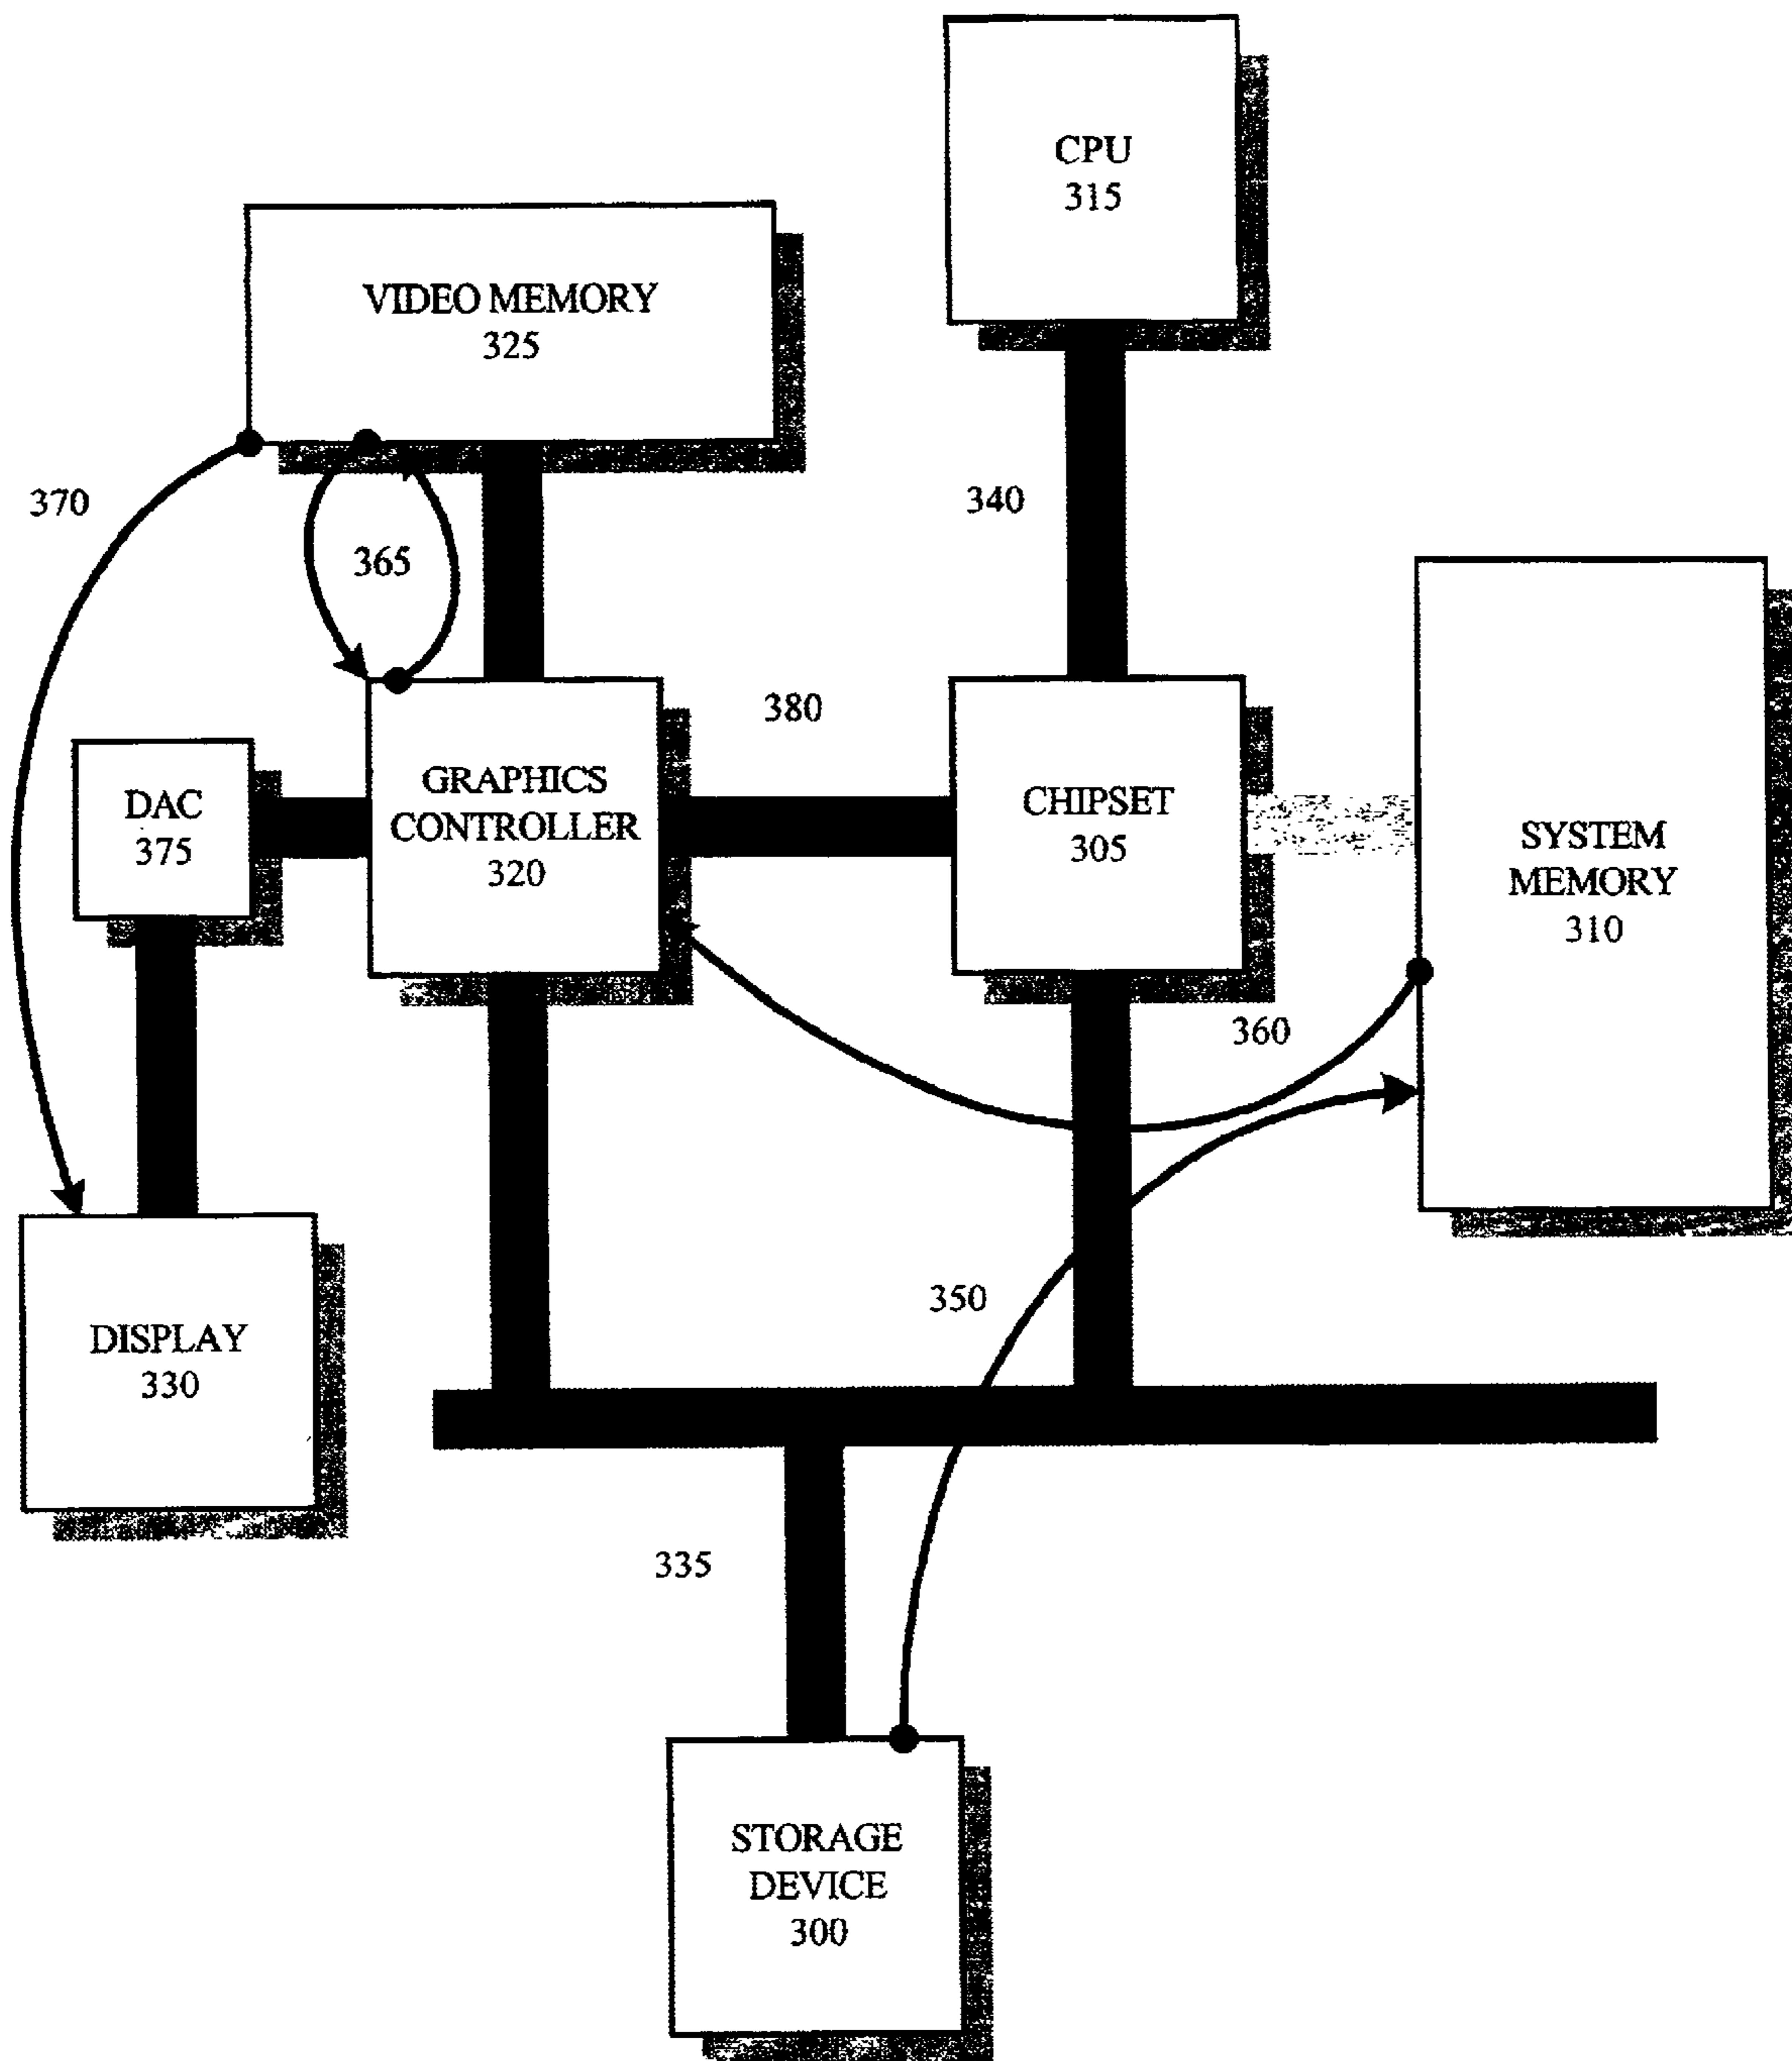 CPU
315
VIDEO MEMORY
325
370
340
365
380
GRAPHICS
CONTROLLER
320
DAC
375
CHIPSET
305
SYSTEM
MEMORY
310
360
350
DISPLAY
330
335
STORAGE
DEVICE
300